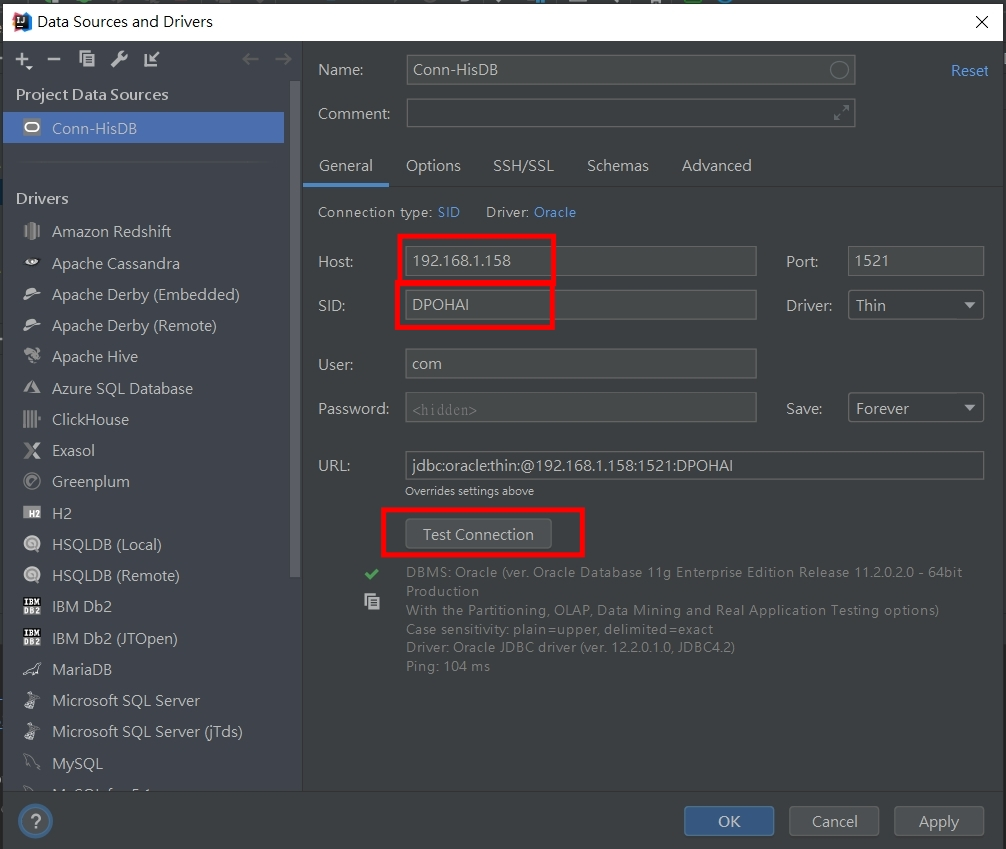 Data Sources and Drivers
Project Data Sources
Conn-HisDB
Drivers
Amazon Redshift
Apache Cassandra
Apache Derby (Embedded)
Apache Derby (Remote)
Apache Hive
Azure SQL Database
ClickHouse
Exasol
Greenplum
H2
HSQLDB (Local)
HSQLDB (Remote)
IBM Db2
IBM Db2 (JTOpen)
MariaDB
Microsoft SQL Server
Microsoft SQL Server (jTds)
MySQL
Name: Conn-HisDB Reset
Comment:
General Options SSH/SSL Schemas Advanced
Connection type: SID Driver: Oracle
Host: 192.168.1.158 Port: 1521
SID: DPOHAI Driver: Thin
User: com
Password: <hidden> Save: Forever
URL: jdbc:oracle:thin:@192.168.1.158:1521:DPOHAI
Overrides settings above
Test Connection
DBMS: Oracle (ver. Oracle Database 11g Enterprise Edition Release 11.2.0.2.0 - 64bit
Production
With the Partitioning, OLAP, Data Mining and Real Application Testing options)
Case sensitivity: plain=upper, delimited=exact
Driver: Oracle JDBC driver (ver. 12.2.0.1.0, JDBC4.2)
Ping: 104 ms
? OK Cancel Apply